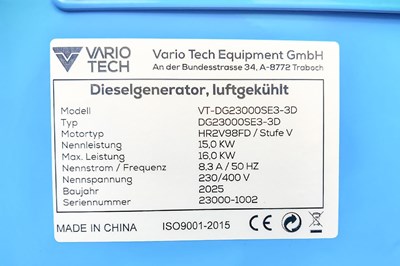 VARIO TECH
Vario Tech Equipment GmbH
An der Bundesstrasse 34, A-8772 Traboch
Dieselgenerator, luftgekühlt
Modell VT-DG23000SE3-3D
Typ DG23000SE3-3D
Motortyp HR2V98FD / Stufe V
Nennleistung 15,0 KW
Max. Leistung 16,0 KW
Nennstrom / Frequenz 8,3 A / 50 HZ
Nennspannung 230/400 V
Baujahr 2025
Seriennummer 23000-1002
MADE IN CHINA ISO9001-2015 CE